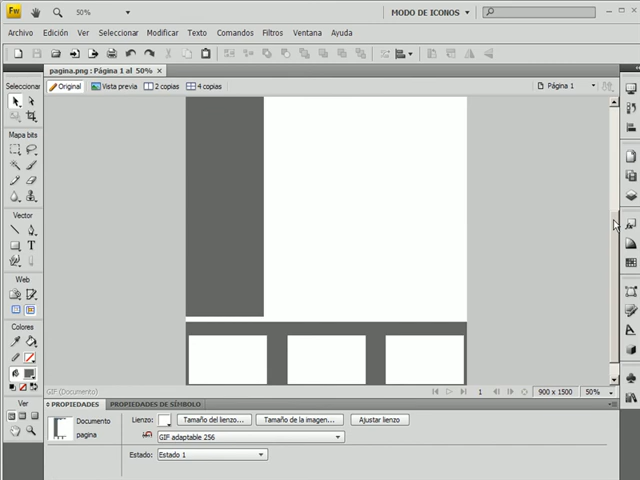 Fw 50% MODO DE ICONOS
Archivo Edición Ver Seleccionar Modificar Texto Comandos Filtros Ventana Ayuda
pagina.png : Página 1 al 50%
Seleccionar Original Vista previa 2 copias 4 copias Página 1
Mapa bits
Vector
Web
Colores
Ver
GIF (Documento) 1 900 x 1500 50%
PROPIEDADES PROPIEDADES DE SÍMBOLO
Documento Lienzo: Tamaño del lienzo... Tamaño de la imagen... Ajustar lienzo
pagina GIF adaptable 256
Estado: Estado 1